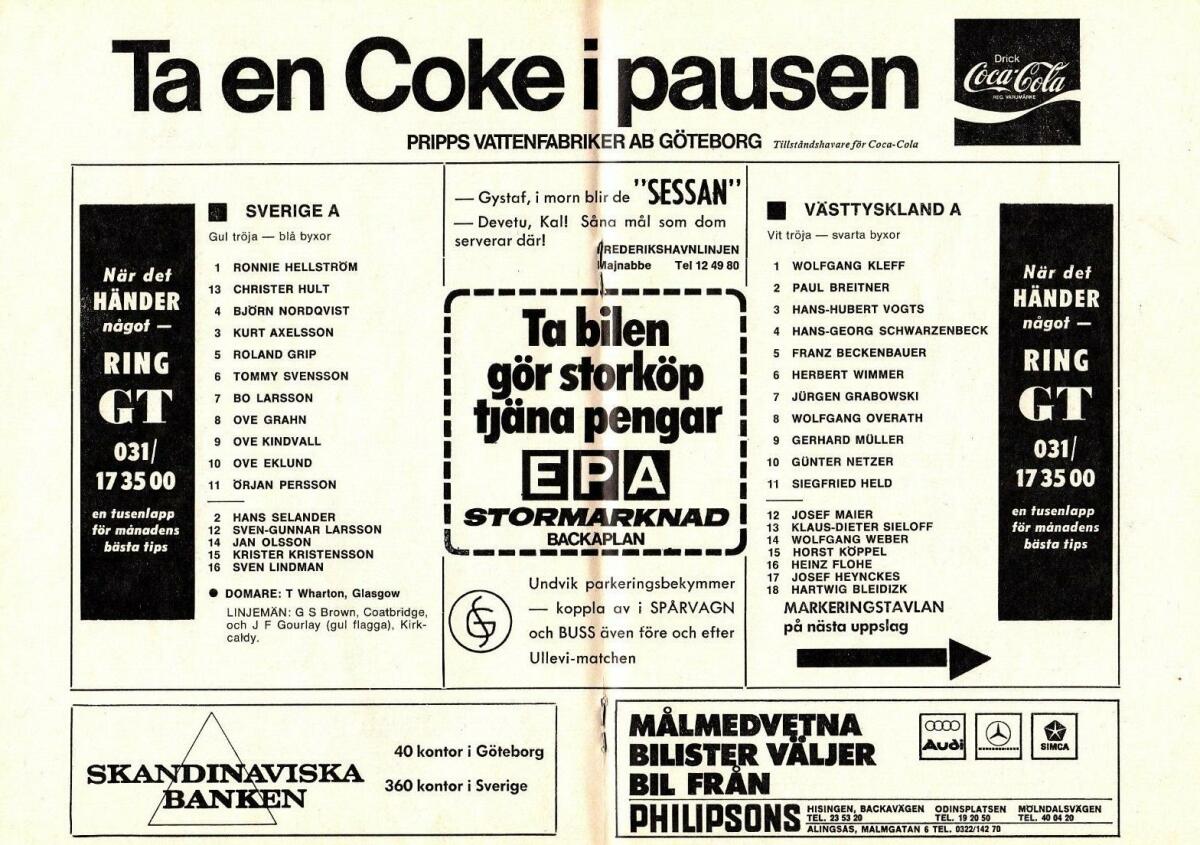 Ta en Coke i pausen
Drick
Coca-Cola
REG. VARUMÄRKE
PRIPPS VATTENFABRIKER AB GÖTEBORG Tillståndshavare för Coca-Cola
När det
HÄNDER
något —
RING
GT
031/
17 35 00
en tusenlapp
för månadens
bästa tips
SVERIGE A
Gul tröja — blå byxor
1 RONNIE HELLSTRÖM
13 CHRISTER HULT
4 BJÖRN NORDQVIST
3 KURT AXELSSON
5 ROLAND GRIP
6 TOMMY SVENSSON
7 BO LARSSON
8 OVE GRAHN
9 OVE KINDVALL
10 OVE EKLUND
11 ÖRJAN PERSSON
2 HANS SELANDER
12 SVEN-GUNNAR LARSSON
14 JAN OLSSON
15 KRISTER KRISTENSSON
16 SVEN LINDMAN
● DOMARE: T Wharton, Glasgow
LINJEMÄN: G S Brown, Coatbridge,
och J F Gourlay (gul flagga), Kirk-
caldy.
— Gystaf, i morn blir de "SESSAN"
— Devetu, Kal! Såna mål som dom
serverar där!
FREDERIKSHAVNLINJEN
Majnabbe Tel 12 49 80
Ta bilen
gör storköp
tjäna pengar
EPA
STORMARKNAD
BACKAPLAN
GS
Undvik parkeringsbekymmer
— koppla av i SPÅRVAGN
och BUSS även före och efter
Ullevi-matchen
VÄSTTYSKLAND A
Vit tröja — svarta byxor
1 WOLFGANG KLEFF
2 PAUL BREITNER
3 HANS-HUBERT VOGTS
4 HANS-GEORG SCHWARZENBECK
5 FRANZ BECKENBAUER
6 HERBERT WIMMER
7 JÜRGEN GRABOWSKI
8 WOLFGANG OVERATH
9 GERHARD MÜLLER
10 GÜNTER NETZER
11 SIEGFRIED HELD
12 JOSEF MAIER
13 KLAUS-DIETER SIELOFF
14 WOLFGANG WEBER
15 HORST KÖPPEL
16 HEINZ FLOHE
17 JOSEF HEYNCKES
18 HARTWIG BLEIDIZK
MARKERINGSTAVLAN
på nästa uppslag
När det
HÄNDER
något —
RING
GT
031/
17 35 00
en tusenlapp
för månadens
bästa tips
SKANDINAVISKA
BANKEN
40 kontor i Göteborg
360 kontor i Sverige
MÅLMEDVETNA
BILISTER VÄLJER
BIL FRÅN
Audi
SIMCA
PHILIPSONS
HISINGEN, BACKAVÄGEN ODINSPLATSEN MÖLNDALSVÄGEN
TEL. 23 53 20 TEL. 19 20 50 TEL. 40 04 20
ALINGSÅS, MALMGATAN 6 TEL. 0322/142 70